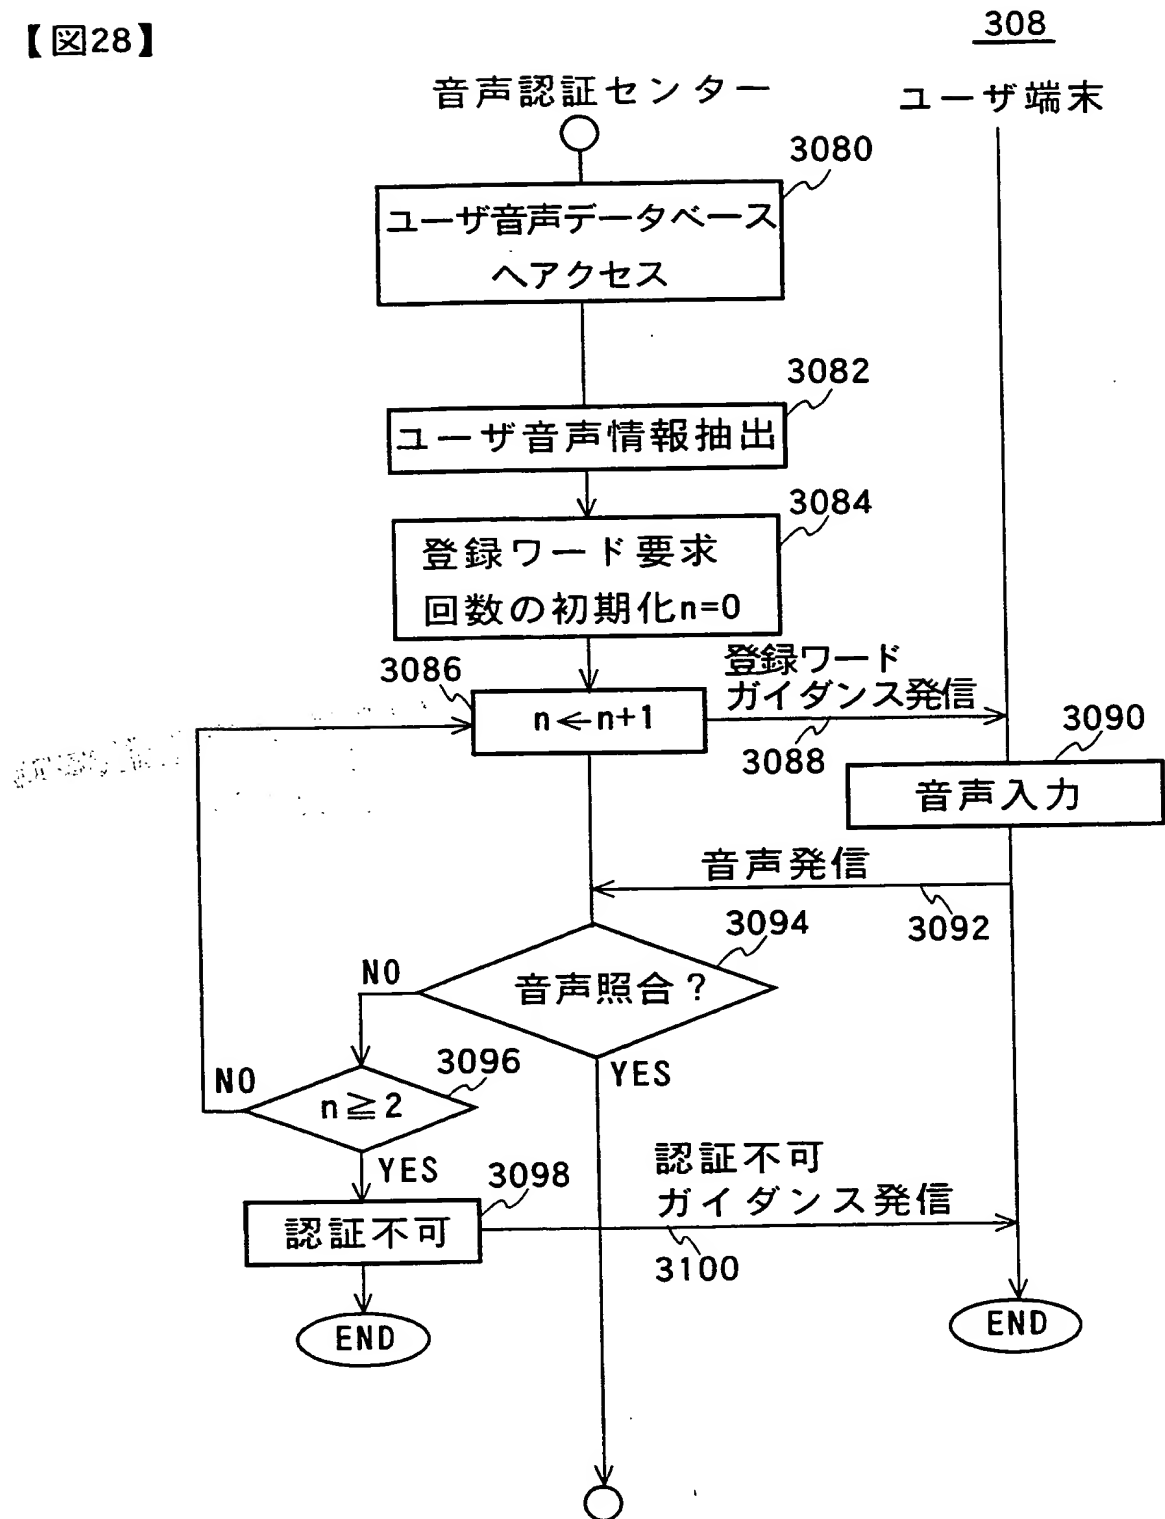 【図28】
308
音声認証センター
ユーザ端末
3080
ユーザ音声データベース
へアクセス
3082
ユーザ音声情報抽出
3084
登録ワード要求
回数の初期化n=0
3086
n←n+1
登録ワード
ガイダンス発信
3088
3090
音声入力
音声発信
3092
3094
音声照合?
NO
YES
3096
n≧2
NO
YES
3098
認証不可
認証不可
ガイダンス発信
3100
END
END